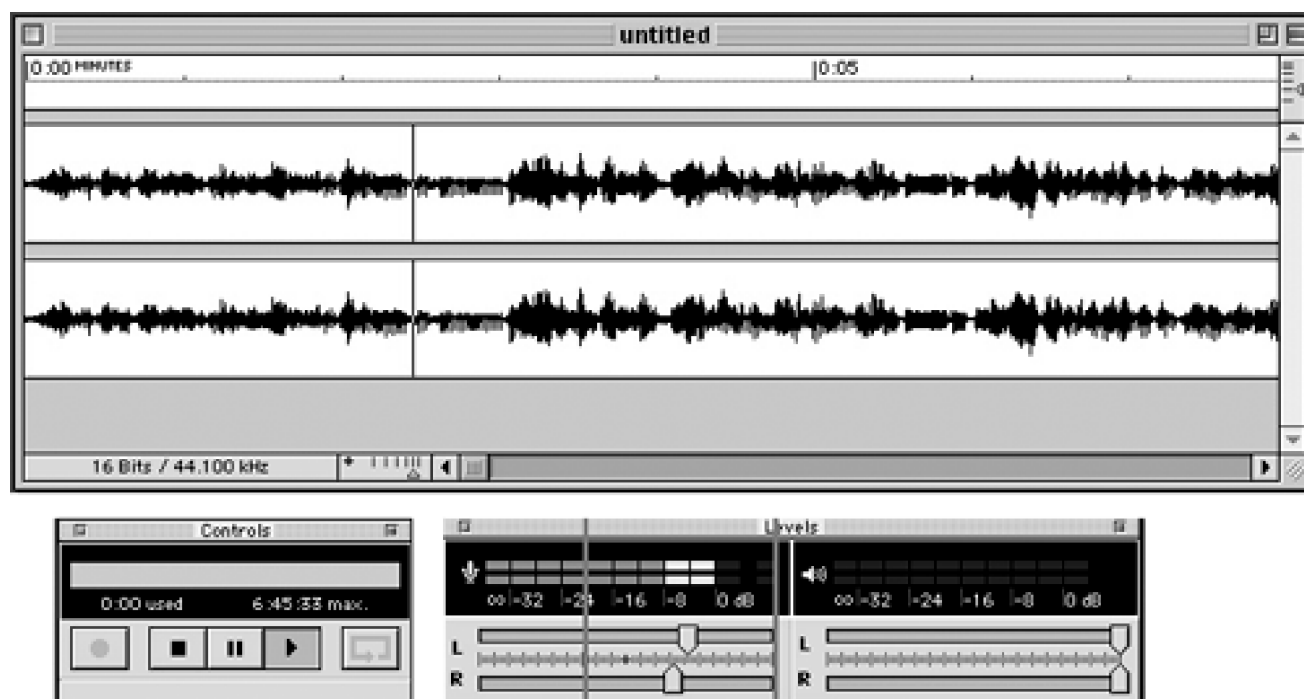 untitled
0:00 MINUTES 0:05
16 Bits / 44.100 kHz
Controls
0:00 used 6:45:33 max.
Levels
∞ -32 -24 -16 -8 0 dB
∞ -32 -24 -16 -8 0 dB
L
L
R
R